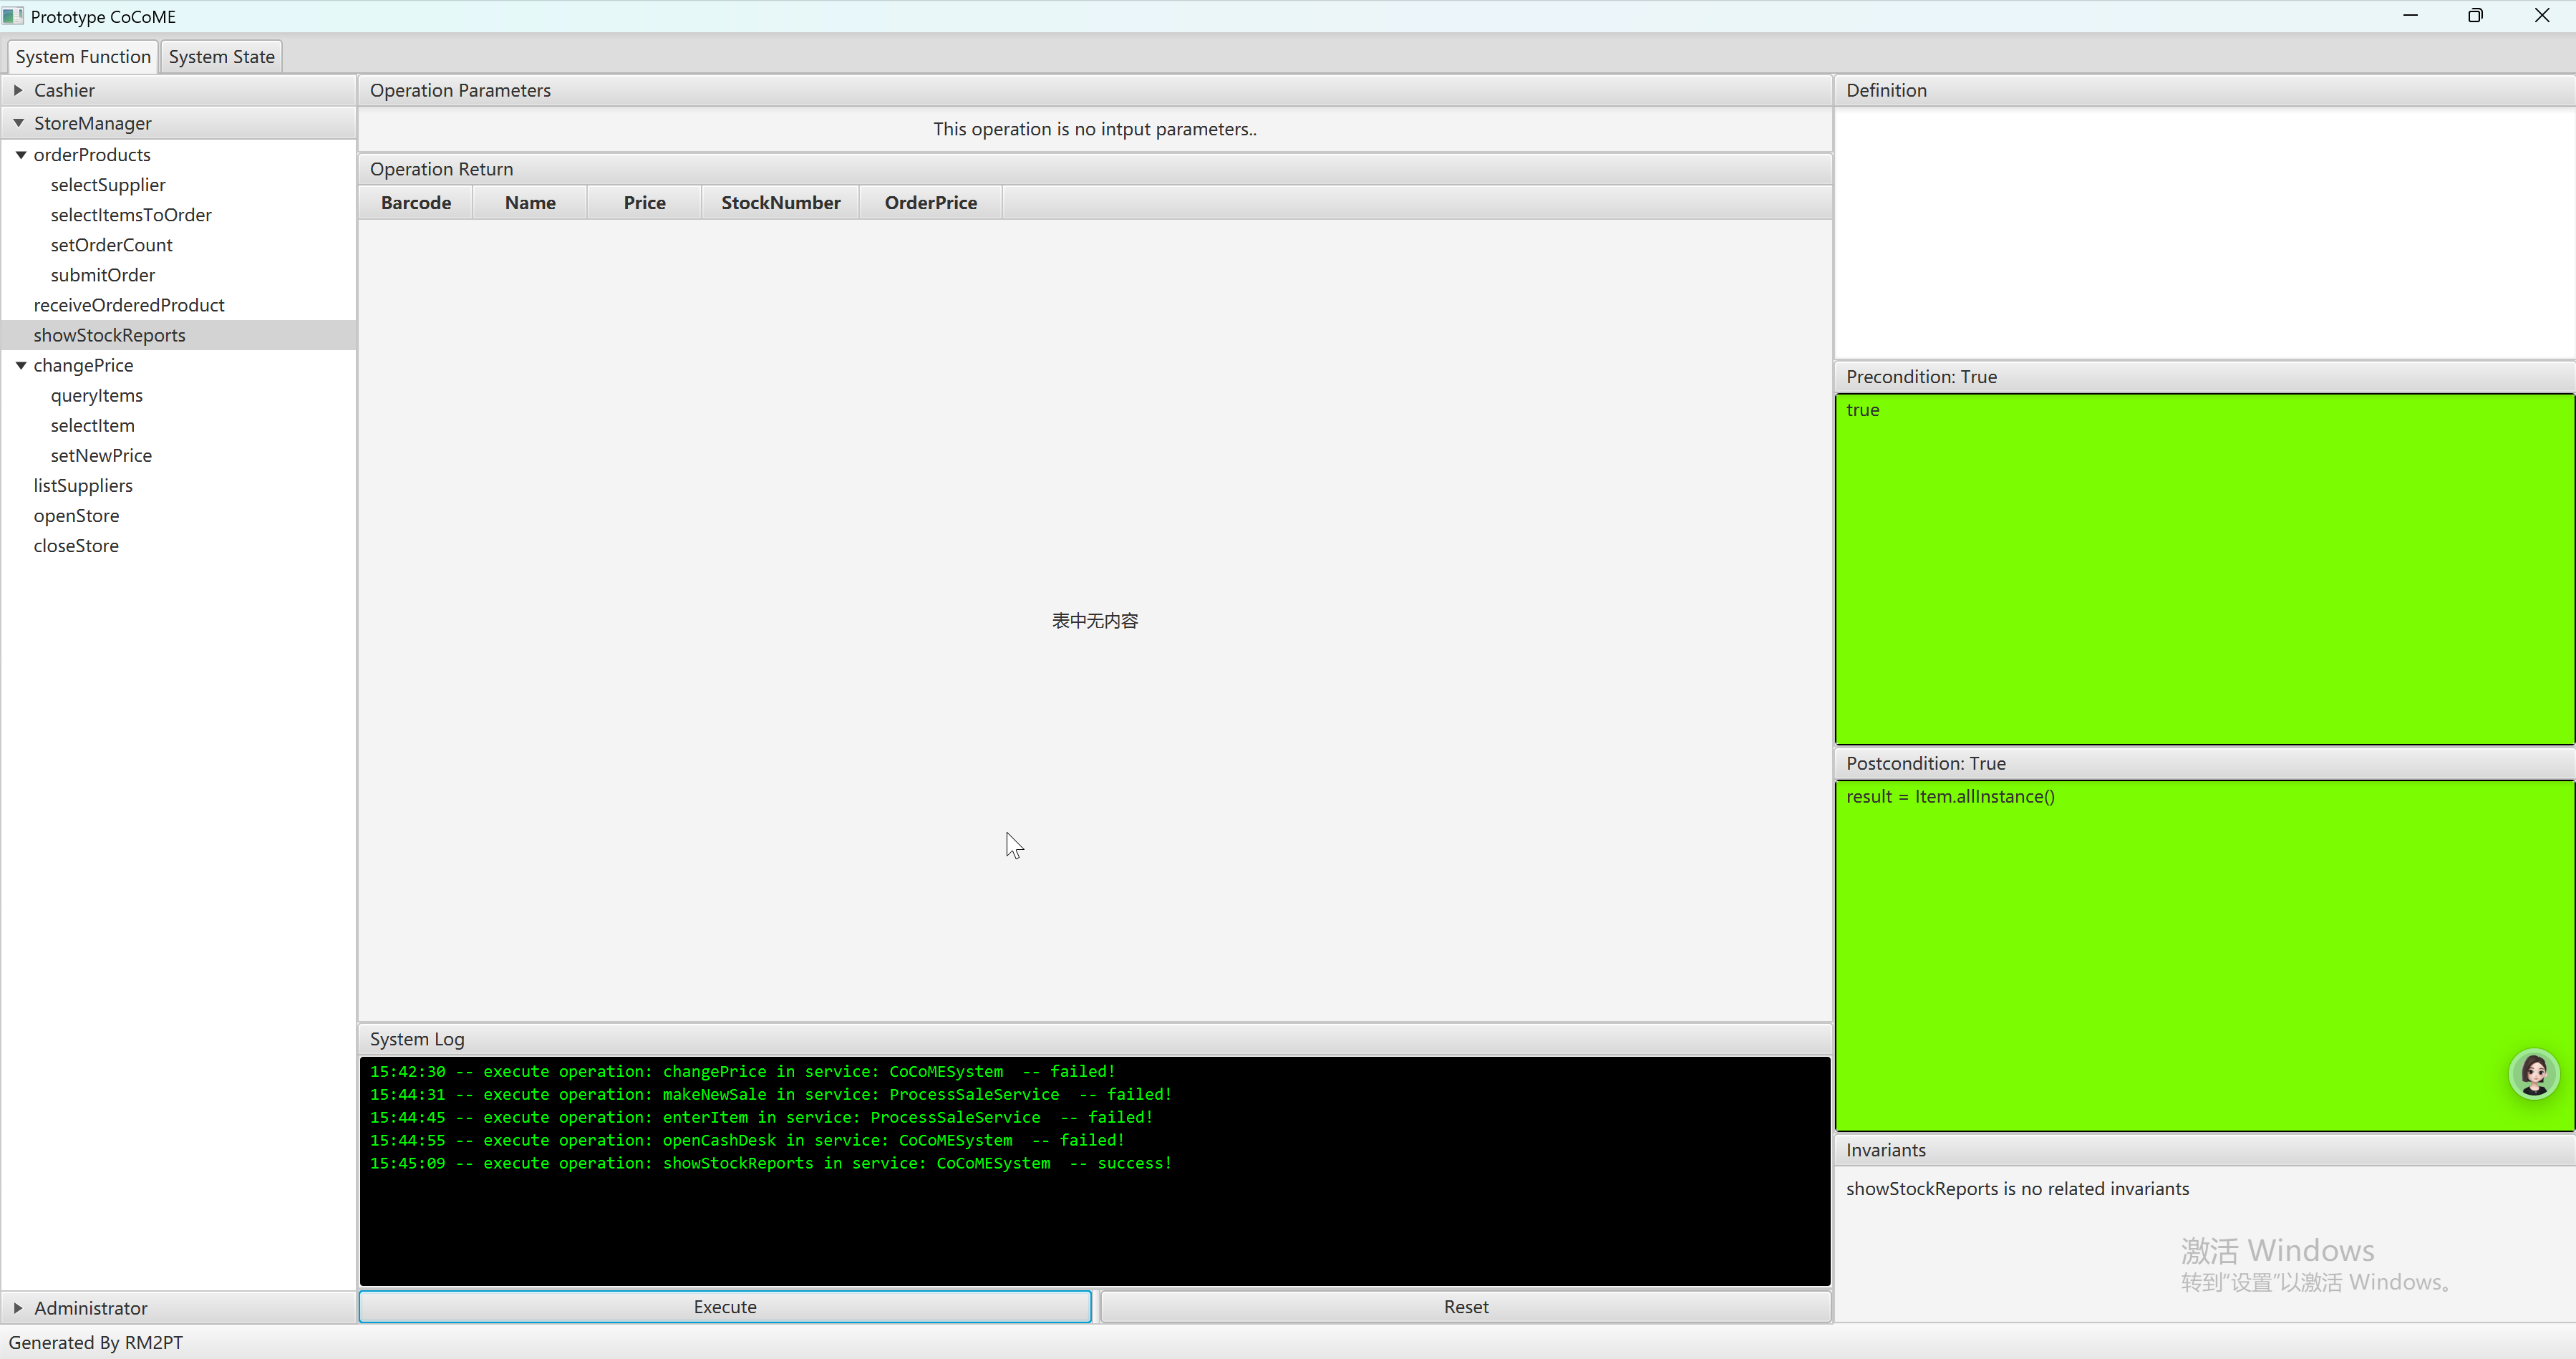 Prototype CoCoME
System Function
System State
Cashier
StoreManager
orderProducts
selectSupplier
selectItemsToOrder
setOrderCount
submitOrder
receiveOrderedProduct
showStockReports
changePrice
queryItems
selectItem
setNewPrice
listSuppliers
openStore
closeStore
Administrator
Operation Parameters
This operation is no intput parameters..
Operation Return
Barcode Name Price StockNumber OrderPrice
表中无内容
System Log
15:42:30 -- execute operation: changePrice in service: CoCoMESystem -- failed!
15:44:31 -- execute operation: makeNewSale in service: ProcessSaleService -- failed!
15:44:45 -- execute operation: enterItem in service: ProcessSaleService -- failed!
15:44:55 -- execute operation: openCashDesk in service: CoCoMESystem -- failed!
15:45:09 -- execute operation: showStockReports in service: CoCoMESystem -- success!
Execute
Reset
Definition
Precondition: True
true
Postcondition: True
result = Item.allInstance()
Invariants
showStockReports is no related invariants
激活 Windows
转到"设置"以激活 Windows。
Generated By RM2PT